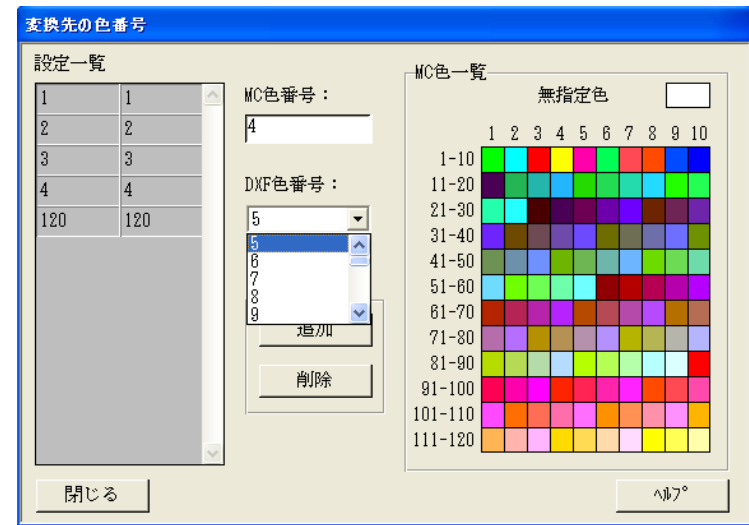 変換先の色番号
設定一覧
1 1
2 2
3 3
4 4
120 120
MC色番号：
4
DXF色番号：
5
5
6
7
8
9
追加
削除
MC色一覧
無指定色
1 2 3 4 5 6 7 8 9 10
1-10
11-20
21-30
31-40
41-50
51-60
61-70
71-80
81-90
91-100
101-110
111-120
閉じる
ﾍﾙﾌﾟ